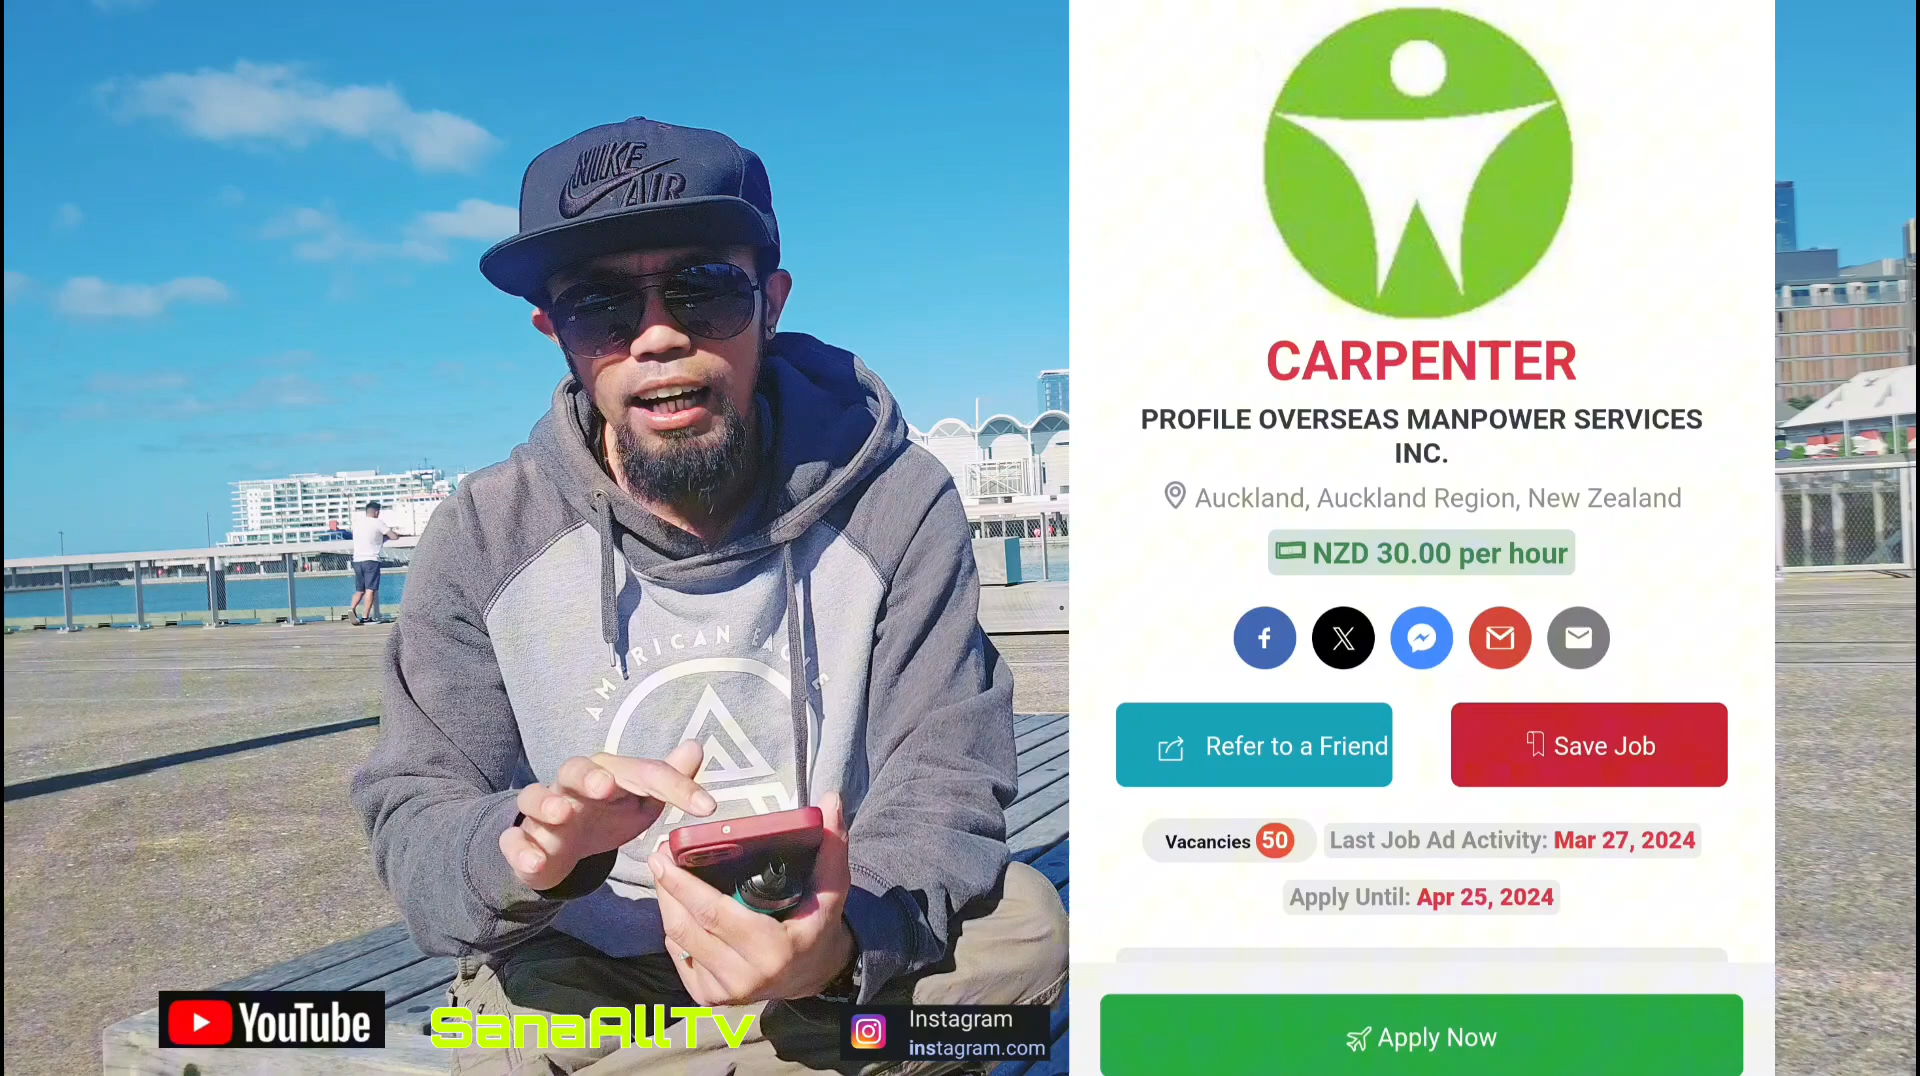 NIKE
AIR
AMERICAN EAGLE
CARPENTER
PROFILE OVERSEAS MANPOWER SERVICES
INC.
Auckland, Auckland Region, New Zealand
NZD 30.00 per hour
Refer to a Friend
Save Job
Vacancies 50
Last Job Ad Activity: Mar 27, 2024
Apply Until: Apr 25, 2024
Apply Now
YouTube
SanaAllTv
Instagram
instagram.com